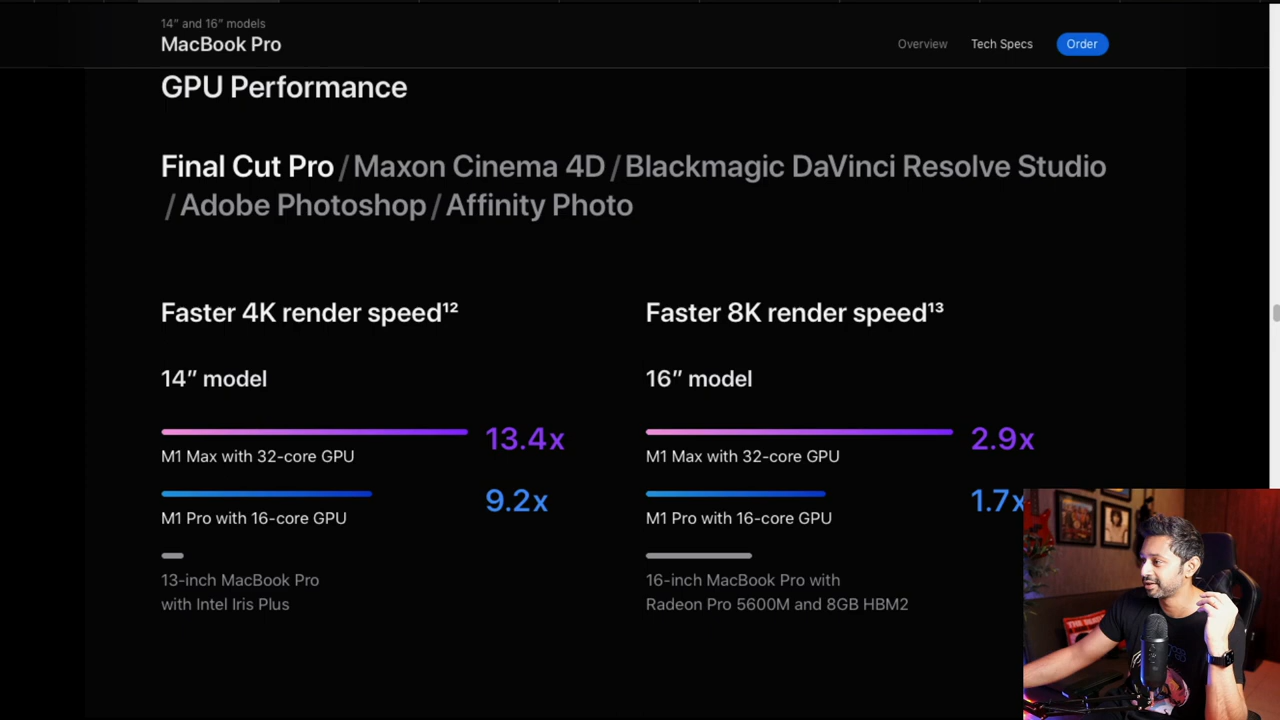 14” and 16” models
MacBook Pro
Overview
Tech Specs
Order
GPU Performance
Final Cut Pro / Maxon Cinema 4D / Blackmagic DaVinci Resolve Studio
/ Adobe Photoshop / Affinity Photo
Faster 4K render speed¹²
14” model
13.4x
M1 Max with 32-core GPU
9.2x
M1 Pro with 16-core GPU
13-inch MacBook Pro
with Intel Iris Plus
Faster 8K render speed¹³
16” model
2.9x
M1 Max with 32-core GPU
1.7x
M1 Pro with 16-core GPU
16-inch MacBook Pro with
Radeon Pro 5600M and 8GB HBM2